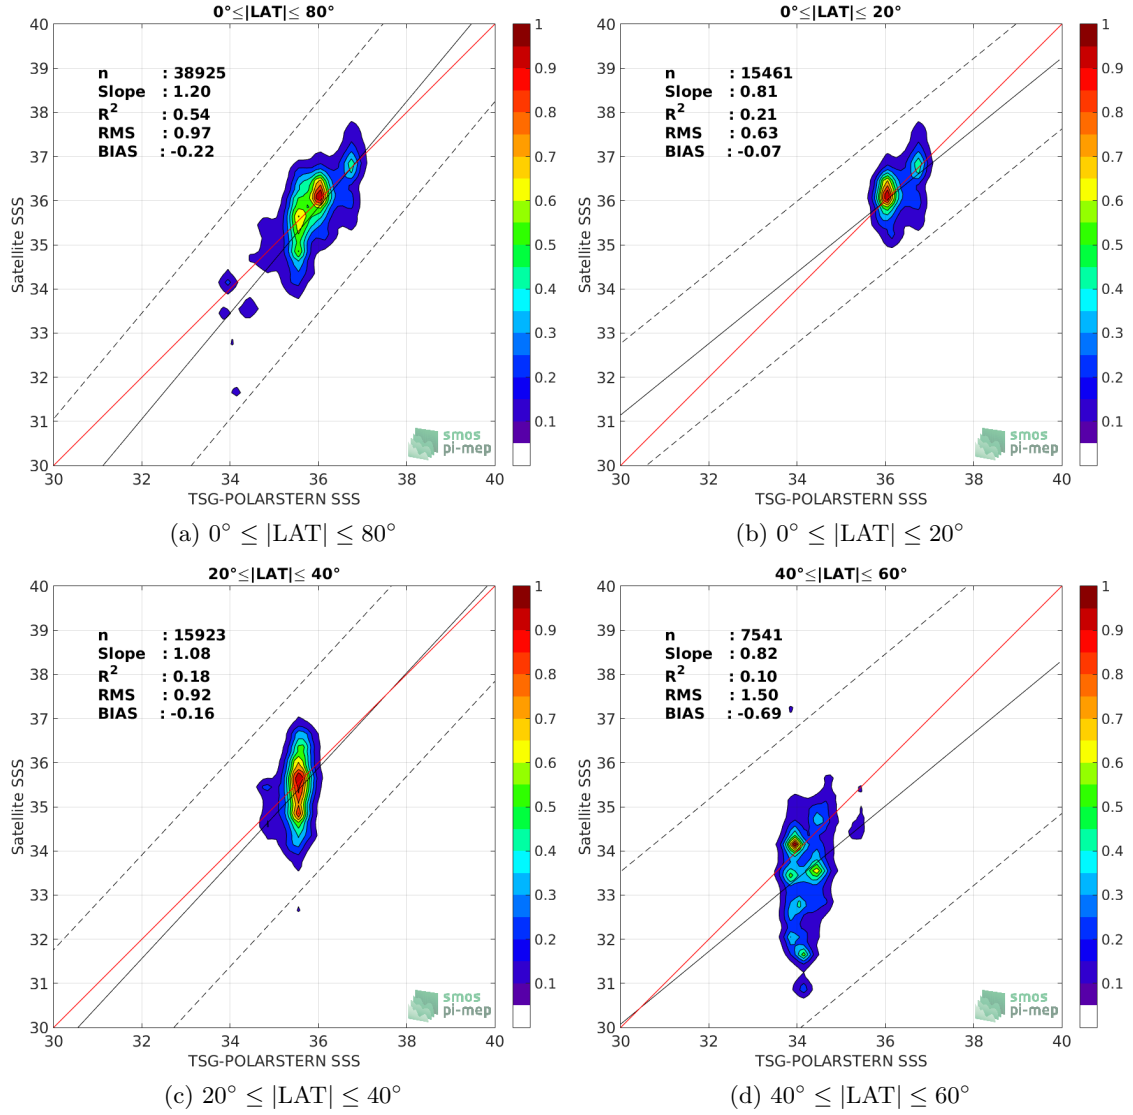 0°≤|LAT|≤ 80°
n : 38925
Slope : 1.20
R² : 0.54
RMS : 0.97
BIAS : -0.22
40
39
38
37
36
35
34
33
32
31
30
Satellite SSS
30 32 34 36 38 40
TSG-POLARSTERN SSS
1
0.9
0.8
0.7
0.6
0.5
0.4
0.3
0.2
0.1
smos
pi-mep
(a) 0° ≤ |LAT| ≤ 80°
0°≤|LAT|≤ 20°
n : 15461
Slope : 0.81
R² : 0.21
RMS : 0.63
BIAS : -0.07
40
39
38
37
36
35
34
33
32
31
30
Satellite SSS
30 32 34 36 38 40
TSG-POLARSTERN SSS
1
0.9
0.8
0.7
0.6
0.5
0.4
0.3
0.2
0.1
smos
pi-mep
(b) 0° ≤ |LAT| ≤ 20°
20°≤|LAT|≤ 40°
n : 15923
Slope : 1.08
R² : 0.18
RMS : 0.92
BIAS : -0.16
40
39
38
37
36
35
34
33
32
31
30
Satellite SSS
30 32 34 36 38 40
TSG-POLARSTERN SSS
1
0.9
0.8
0.7
0.6
0.5
0.4
0.3
0.2
0.1
smos
pi-mep
(c) 20° ≤ |LAT| ≤ 40°
40°≤|LAT|≤ 60°
n : 7541
Slope : 0.82
R² : 0.10
RMS : 1.50
BIAS : -0.69
40
39
38
37
36
35
34
33
32
31
30
Satellite SSS
30 32 34 36 38 40
TSG-POLARSTERN SSS
1
0.9
0.8
0.7
0.6
0.5
0.4
0.3
0.2
0.1
smos
pi-mep
(d) 40° ≤ |LAT| ≤ 60°